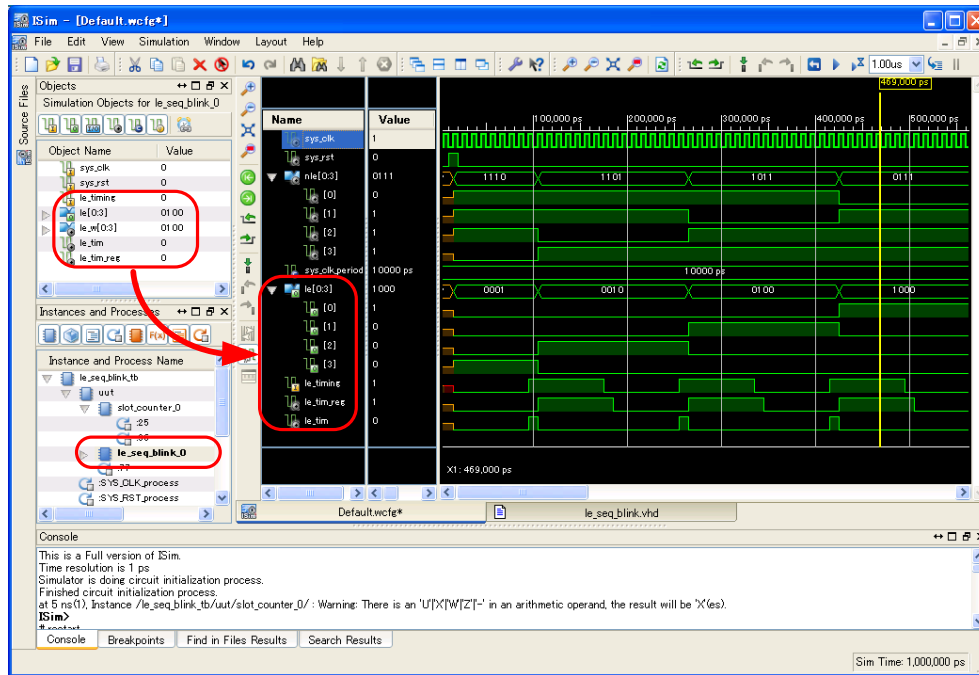 ISim - [Default.wcfg*]
File Edit View Simulation Window Layout Help
1.00us
Source Files
Objects
Simulation Objects for le_seq_blink_0
Object Name Value
sys_clk 0
sys_rst 0
le_timing 0
le[0:3] 0100
le_w[0:3] 0100
le_tim 0
le_tim_reg 0
Instances and Processes
Instance and Process Name
le_seq_blink_tb
uut
slot_counter_0
:25
le_seq_blink_0
:77
:SYS_CLK_process
:SYS_RST_process
Name Value
sys_clk 1
sys_rst 0
nle[0:3] 0111
[0] 0
[1] 1
[2] 1
[3] 1
sys_clk_period 10000 ps
le[0:3] 1000
[0] 1
[1] 0
[2] 0
[3] 0
le_timing 1
le_tim_reg 1
le_tim 0
469,000 ps
100,000 ps 200,000 ps 300,000 ps 400,000 ps 500,000 ps
1110 1101 1011 0111
10000 ps
0001 0010 0100 1000
X1: 469,000 ps
Default.wcfg* le_seq_blink.vhd
Console
This is a Full version of ISim.
Time resolution is 1 ps
Simulator is doing circuit initialization process.
Finished circuit initialization process.
at 5 ns(1), Instance /le_seq_blink_tb/uut/slot_counter_0/ : Warning: There is an 'U'|'X'|'W'|'Z'|'-' in an arithmetic operand, the result will be 'X'(es).
ISim>
# restart
Console Breakpoints Find in Files Results Search Results
Sim Time: 1,000,000 ps